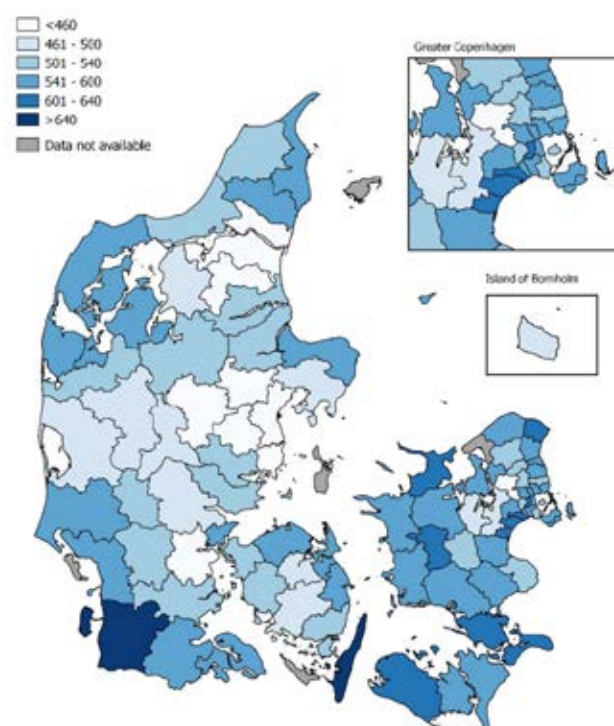 <460
461 - 500
501 - 540
541 - 600
601 - 640
>640
Data not available
Greater Copenhagen
Island of Bornholm